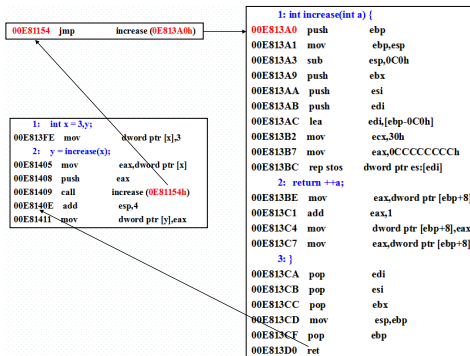 00E81154 jmp increase (0E813A0h)
1: int x = 3,y;
00E813FE mov dword ptr [x],3
2: y = increase(x);
00E81405 mov eax,dword ptr [x]
00E81408 push eax
00E81409 call increase (0E81154h)
00E8140E add esp,4
00E81411 mov dword ptr [y],eax
1: int increase(int a) {
00E813A0 push ebp
00E813A1 mov ebp,esp
00E813A3 sub esp,0C0h
00E813A9 push ebx
00E813AA push esi
00E813AB push edi
00E813AC lea edi,[ebp-0C0h]
00E813B2 mov ecx,30h
00E813B7 mov eax,0CCCCCCCCh
00E813BC rep stos dword ptr es:[edi]
2: return ++a;
00E813BE mov eax,dword ptr [ebp+8]
00E813C1 add eax,1
00E813C4 mov dword ptr [ebp+8],eax
00E813C7 mov eax,dword ptr [ebp+8]
3: }
00E813CA pop edi
00E813CB pop esi
00E813CC pop ebx
00E813CD mov esp,ebp
00E813CF pop ebp
00E813D0 ret